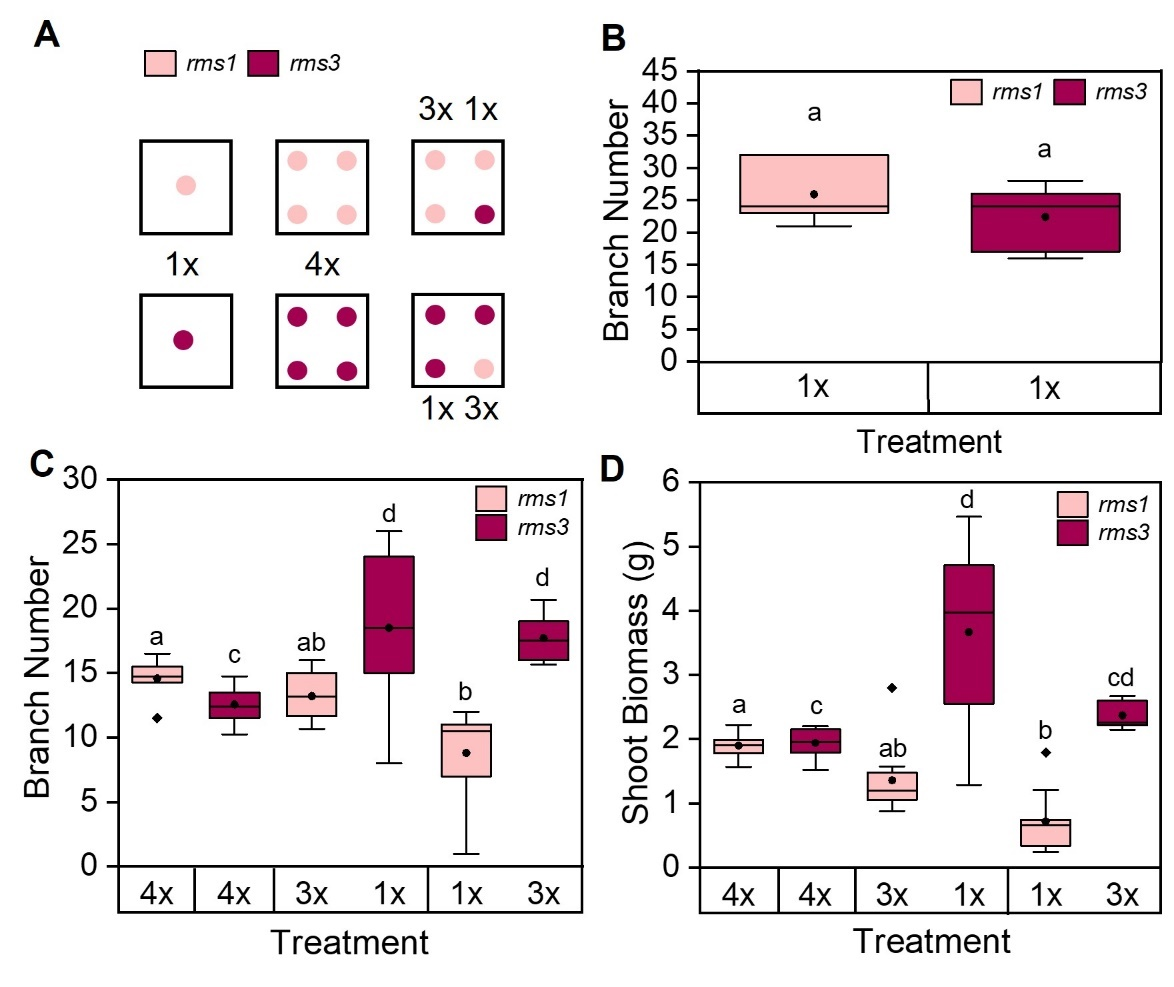 A
rms1 rms3
3x 1x
1x 4x
1x 3x
B
45
40
35
30
25
20
15
10
5
0
Branch Number
rms1 rms3
a
a
1x 1x
Treatment
C
30
25
20
15
10
5
0
Branch Number
rms1
rms3
a
c
ab
d
b
d
4x 4x 3x 1x 1x 3x
Treatment
D
6
5
4
3
2
1
0
Shoot Biomass (g)
rms1
rms3
a
c
ab
d
b
cd
4x 4x 3x 1x 1x 3x
Treatment